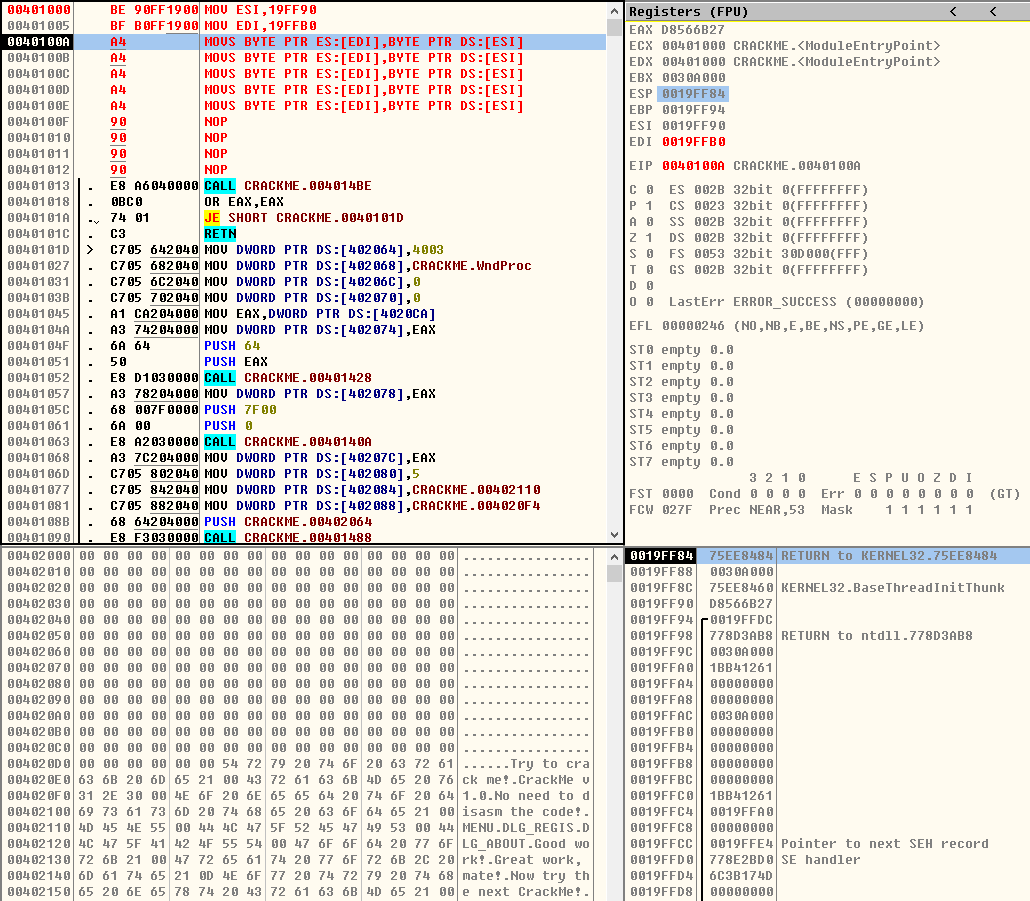 00401000 BE 90FF1900 MOV ESI,19FF90
00401005 BF B0FF1900 MOV EDI,19FFB0
0040100A A4 MOVS BYTE PTR ES:[EDI],BYTE PTR DS:[ESI]
0040100B A4 MOVS BYTE PTR ES:[EDI],BYTE PTR DS:[ESI]
0040100C A4 MOVS BYTE PTR ES:[EDI],BYTE PTR DS:[ESI]
0040100D A4 MOVS BYTE PTR ES:[EDI],BYTE PTR DS:[ESI]
0040100E A4 MOVS BYTE PTR ES:[EDI],BYTE PTR DS:[ESI]
0040100F 90 NOP
00401010 90 NOP
00401011 90 NOP
00401012 90 NOP
00401013 . E8 A6040000 CALL CRACKME.004014BE
00401018 . 0BC0 OR EAX,EAX
0040101A . 74 01 JE SHORT CRACKME.0040101D
0040101C . C3 RETN
0040101D > C705 642040 MOV DWORD PTR DS:[402064],4003
00401027 . C705 682040 MOV DWORD PTR DS:[402068],CRACKME.WndProc
00401031 . C705 6C2040 MOV DWORD PTR DS:[40206C],0
0040103B . C705 702040 MOV DWORD PTR DS:[402070],0
00401045 . A1 CA204000 MOV EAX,DWORD PTR DS:[4020CA]
0040104A . A3 74204000 MOV DWORD PTR DS:[402074],EAX
0040104F . 6A 64 PUSH 64
00401051 . 50 PUSH EAX
00401052 . E8 D1030000 CALL CRACKME.00401428
00401057 . A3 78204000 MOV DWORD PTR DS:[402078],EAX
0040105C . 68 007F0000 PUSH 7F00
00401061 . 6A 00 PUSH 0
00401063 . E8 A2030000 CALL CRACKME.0040140A
00401068 . A3 7C204000 MOV DWORD PTR DS:[40207C],EAX
0040106D . C705 802040 MOV DWORD PTR DS:[402080],5
00401077 . C705 842040 MOV DWORD PTR DS:[402084],CRACKME.00402110
00401081 . C705 882040 MOV DWORD PTR DS:[402088],CRACKME.004020F4
0040108B . 68 64204000 PUSH CRACKME.00402064
00401090 . E8 F3030000 CALL CRACKME.00401488
Registers (FPU) < <
EAX D8566B27
ECX 00401000 CRACKME.<ModuleEntryPoint>
EDX 00401000 CRACKME.<ModuleEntryPoint>
EBX 0030A000
ESP 0019FF84
EBP 0019FF94
ESI 0019FF90
EDI 0019FFB0
EIP 0040100A CRACKME.0040100A
C 0 ES 002B 32bit 0(FFFFFFFF)
P 1 CS 0023 32bit 0(FFFFFFFF)
A 0 SS 002B 32bit 0(FFFFFFFF)
Z 1 DS 002B 32bit 0(FFFFFFFF)
S 0 FS 0053 32bit 30D000(FFF)
T 0 GS 002B 32bit 0(FFFFFFFF)
D 0
O 0 LastErr ERROR_SUCCESS (00000000)
EFL 00000246 (NO,NB,E,BE,NS,PE,GE,LE)
ST0 empty 0.0
ST1 empty 0.0
ST2 empty 0.0
ST3 empty 0.0
ST4 empty 0.0
ST5 empty 0.0
ST6 empty 0.0
ST7 empty 0.0
3 2 1 0 E S P U O Z D I
FST 0000 Cond 0 0 0 0 Err 0 0 0 0 0 0 0 0 (GT)
FCW 027F Prec NEAR,53 Mask 1 1 1 1 1 1
00402000 00 00 00 00 00 00 00 00 00 00 00 00 00 00 00 00 ................
00402010 00 00 00 00 00 00 00 00 00 00 00 00 00 00 00 00 ................
00402020 00 00 00 00 00 00 00 00 00 00 00 00 00 00 00 00 ................
00402030 00 00 00 00 00 00 00 00 00 00 00 00 00 00 00 00 ................
00402040 00 00 00 00 00 00 00 00 00 00 00 00 00 00 00 00 ................
00402050 00 00 00 00 00 00 00 00 00 00 00 00 00 00 00 00 ................
00402060 00 00 00 00 00 00 00 00 00 00 00 00 00 00 00 00 ................
00402070 00 00 00 00 00 00 00 00 00 00 00 00 00 00 00 00 ................
00402080 00 00 00 00 00 00 00 00 00 00 00 00 00 00 00 00 ................
00402090 00 00 00 00 00 00 00 00 00 00 00 00 00 00 00 00 ................
004020A0 00 00 00 00 00 00 00 00 00 00 00 00 00 00 00 00 ................
004020B0 00 00 00 00 00 00 00 00 00 00 00 00 00 00 00 00 ................
004020C0 00 00 00 00 00 00 00 00 00 00 00 00 00 00 00 00 ................
004020D0 00 00 00 00 00 00 54 72 79 20 74 6F 20 63 72 61 ......Try to cra
004020E0 63 6B 20 6D 65 21 00 43 72 61 63 6B 4D 65 20 76 ck me!.CrackMe v
004020F0 31 2E 30 00 4E 6F 20 6E 65 65 64 20 74 6F 20 64 1.0.No need to d
00402100 69 73 61 73 6D 20 74 68 65 20 63 6F 64 65 21 00 isasm the code!.
00402110 4D 45 4E 55 00 44 4C 47 5F 52 45 47 49 53 00 44 MENU.DLG_REGIS.D
00402120 4C 47 5F 41 42 4F 55 54 00 47 6F 6F 64 20 77 6F LG_ABOUT.Good wo
00402130 72 6B 21 00 47 72 65 61 74 20 77 6F 72 6B 2C 20 rk!.Great work, 
00402140 6D 61 74 65 21 0D 4E 6F 77 20 74 72 79 20 74 68 mate!.Now try th
00402150 65 20 6E 65 78 74 20 43 72 61 63 6B 4D 65 21 00 e next CrackMe!.
0019FF84 75EE8484 RETURN to KERNEL32.75EE8484
0019FF88 0030A000
0019FF8C 75EE8460 KERNEL32.BaseThreadInitThunk
0019FF90 D8566B27
0019FF94 0019FFDC
0019FF98 778D3AB8 RETURN to ntdll.778D3AB8
0019FF9C 0030A000
0019FFA0 1BB41261
0019FFA4 00000000
0019FFA8 00000000
0019FFAC 0030A000
0019FFB0 00000000
0019FFB4 00000000
0019FFB8 00000000
0019FFBC 00000000
0019FFC0 1BB41261
0019FFC4 0019FFA0
0019FFC8 00000000
0019FFCC 0019FFE4 Pointer to next SEH record
0019FFD0 778E2BD0 SE handler
0019FFD4 6C3B174D
0019FFD8 00000000